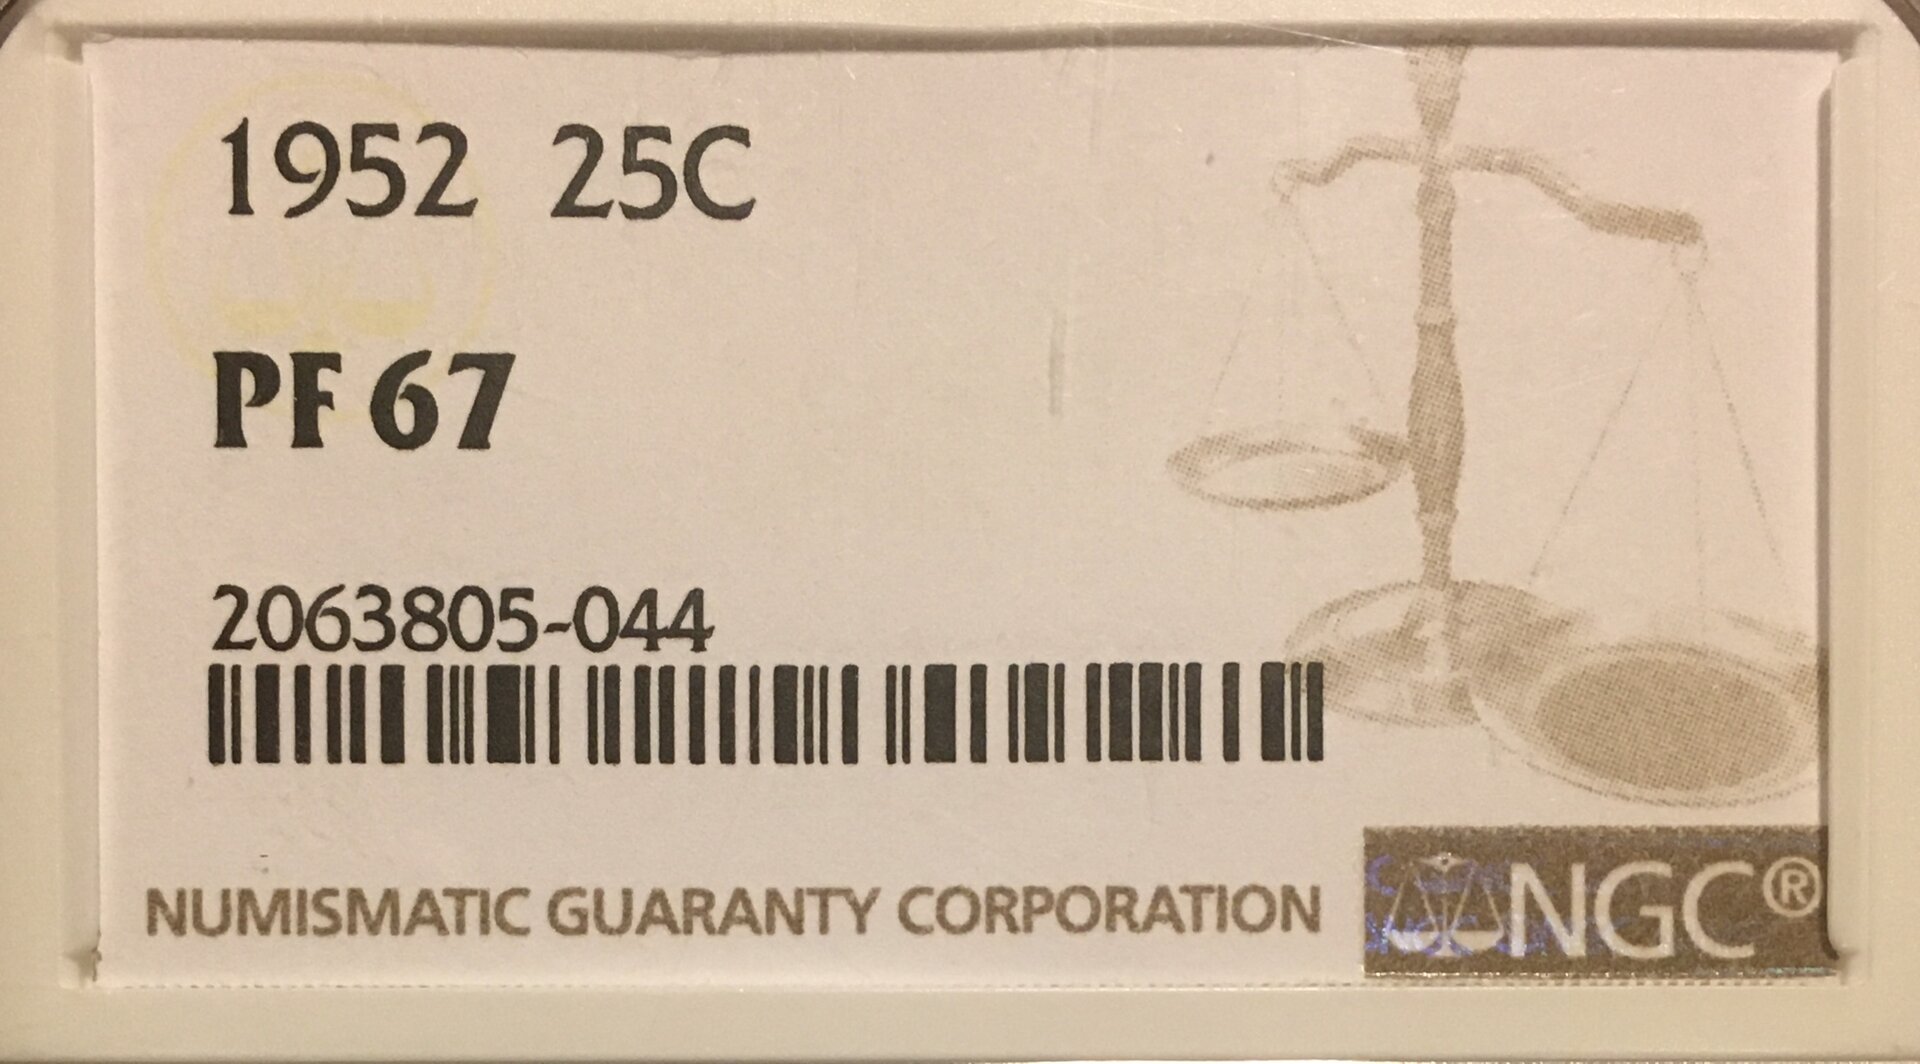 1952 25C
PF 67
2063805-044
NUMISMATIC GUARANTY CORPORATION
NGC®